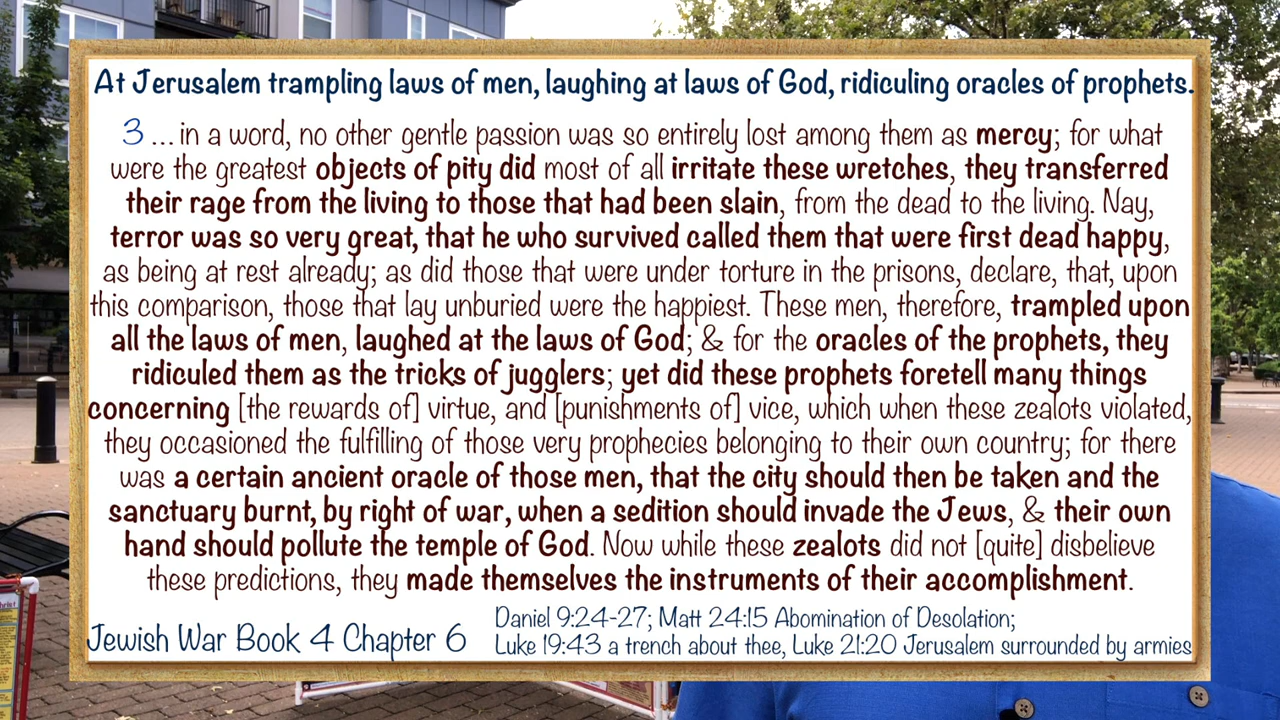 At Jerusalem trampling laws of men, laughing at laws of God, ridiculing oracles of prophets.
3 ... in a word, no other gentle passion was so entirely lost among them as mercy; for what
were the greatest objects of pity did most of all irritate these wretches, they transferred
their rage from the living to those that had been slain, from the dead to the living. Nay,
terror was so very great, that he who survived called them that were first dead happy,
as being at rest already; as did those that were under torture in the prisons, declare, that, upon
this comparison, those that lay unburied were the happiest. These men, therefore, trampled upon
all the laws of men, laughed at the laws of God; & for the oracles of the prophets, they
ridiculed them as the tricks of jugglers; yet did these prophets foretell many things
concerning [the rewards of] virtue, and [punishments of] vice, which when these zealots violated,
they occasioned the fulfilling of those very prophecies belonging to their own country; for there
was a certain ancient oracle of those men, that the city should then be taken and the
sanctuary burnt, by right of war, when a sedition should invade the Jews, & their own
hand should pollute the temple of God. Now while these zealots did not [quite] disbelieve
these predictions, they made themselves the instruments of their accomplishment.
Jewish War Book 4 Chapter 6
Daniel 9:24-27; Matt 24:15 Abomination of Desolation;
Luke 19:43 a trench about thee, Luke 21:20 Jerusalem surrounded by armies